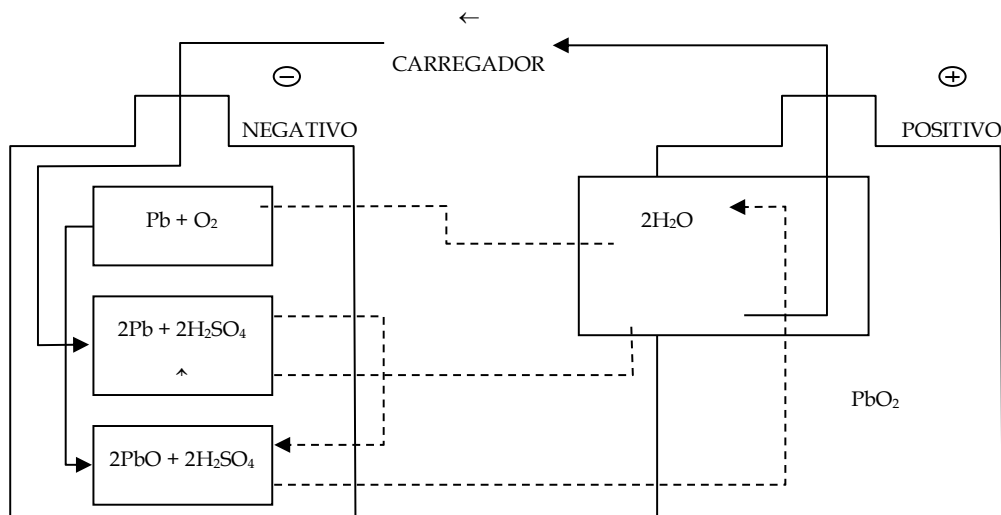 ←
CARREGADOR
⊖
⊕
NEGATIVO
POSITIVO
Pb + O₂
2H₂O
2Pb + 2H₂SO₄
PbO₂
2PbO + 2H₂SO₄